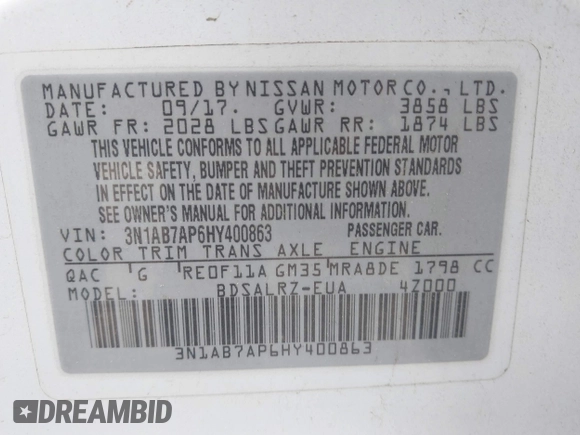 MANUFACTURED BY NISSAN MOTOR CO., LTD.
DATE: 09/17. GVWR: 3858 LBS
GAWR FR: 2028 LBS GAWR RR: 1874 LBS
THIS VEHICLE CONFORMS TO ALL APPLICABLE FEDERAL MOTOR
VEHICLE SAFETY, BUMPER AND THEFT PREVENTION STANDARDS
IN EFFECT ON THE DATE OF MANUFACTURE SHOWN ABOVE.
SEE OWNER'S MANUAL FOR ADDITIONAL INFORMATION
VIN: 3N1AB7AP6HY400863 PASSENGER CAR.
COLOR TRIM TRANS AXLE ENGINE
QAC G RE0F11A GM35 MRA8DE 1798 CC
MODEL: BDSALRZ-EUA 4Z000
3N1AB7AP6HY400863
DREAMBID